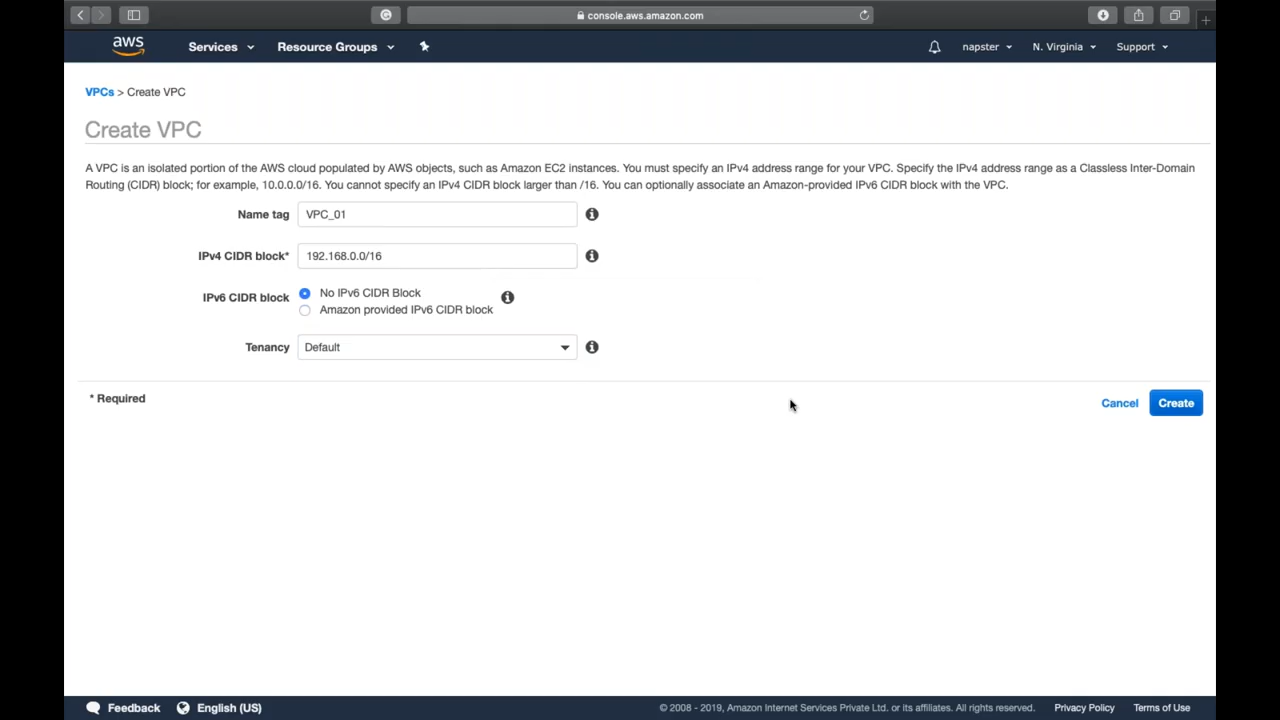 console.aws.amazon.com
aws Services Resource Groups napster N. Virginia Support
VPCs > Create VPC
Create VPC
A VPC is an isolated portion of the AWS cloud populated by AWS objects, such as Amazon EC2 instances. You must specify an IPv4 address range for your VPC. Specify the IPv4 address range as a Classless Inter-Domain
Routing (CIDR) block; for example, 10.0.0.0/16. You cannot specify an IPv4 CIDR block larger than /16. You can optionally associate an Amazon-provided IPv6 CIDR block with the VPC.
Name tag VPC_01
IPv4 CIDR block* 192.168.0.0/16
IPv6 CIDR block No IPv6 CIDR Block
Amazon provided IPv6 CIDR block
Tenancy Default
* Required Cancel Create
Feedback English (US) © 2008 - 2019, Amazon Internet Services Private Ltd. or its affiliates. All rights reserved. Privacy Policy Terms of Use